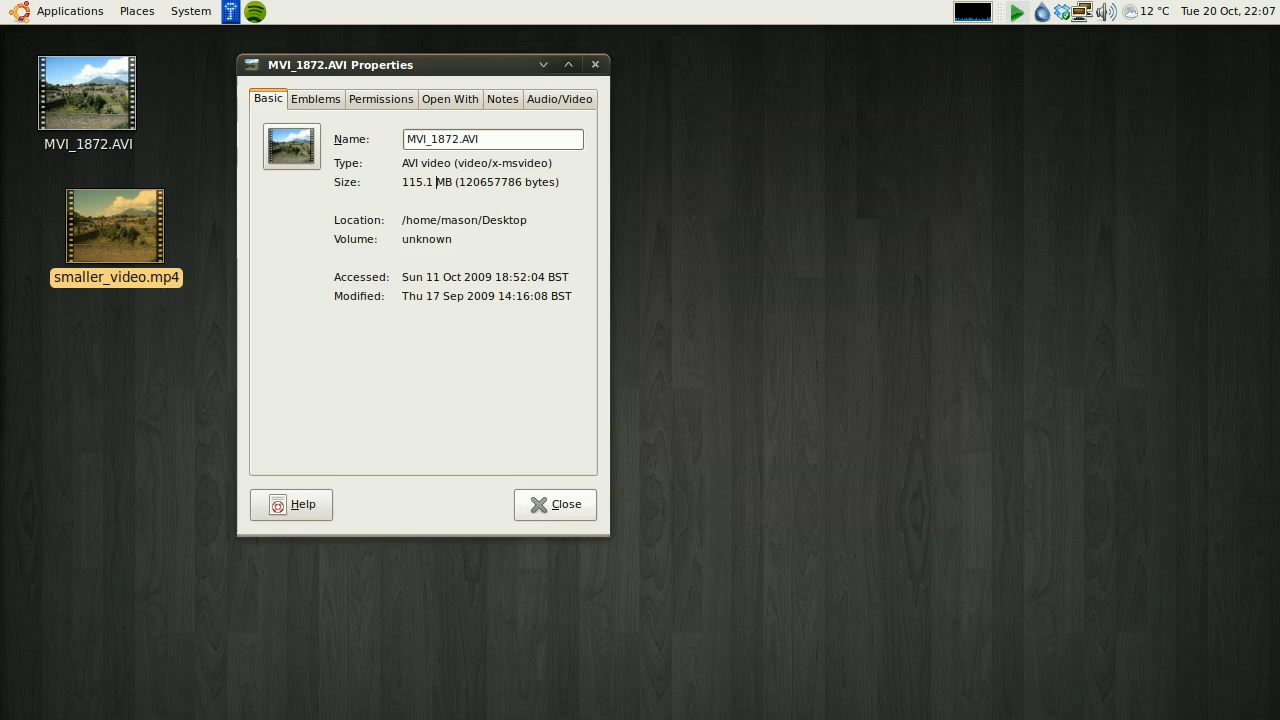 Applications Places System
12 °C Tue 20 Oct, 22:07
MVI_1872.AVI
smaller_video.mp4
MVI_1872.AVI Properties
Basic Emblems Permissions Open With Notes Audio/Video
Name: MVI_1872.AVI
Type: AVI video (video/x-msvideo)
Size: 115.1 MB (120657786 bytes)
Location: /home/mason/Desktop
Volume: unknown
Accessed: Sun 11 Oct 2009 18:52:04 BST
Modified: Thu 17 Sep 2009 14:16:08 BST
Help Close